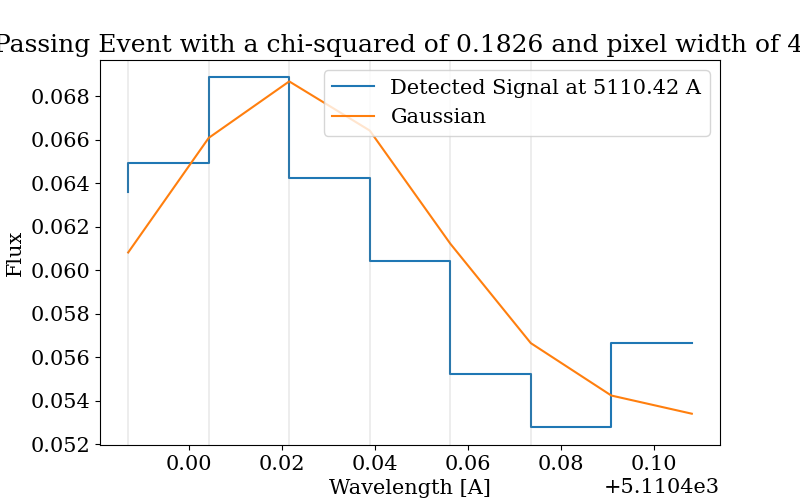 Passing Event with a chi-squared of 0.1826 and pixel width of 4
Detected Signal at 5110.42 A
Gaussian
Flux
0.068
0.066
0.064
0.062
0.060
0.058
0.056
0.054
0.052
0.00 0.02 0.04 0.06 0.08 0.10
Wavelength [A]
+5.1104e3